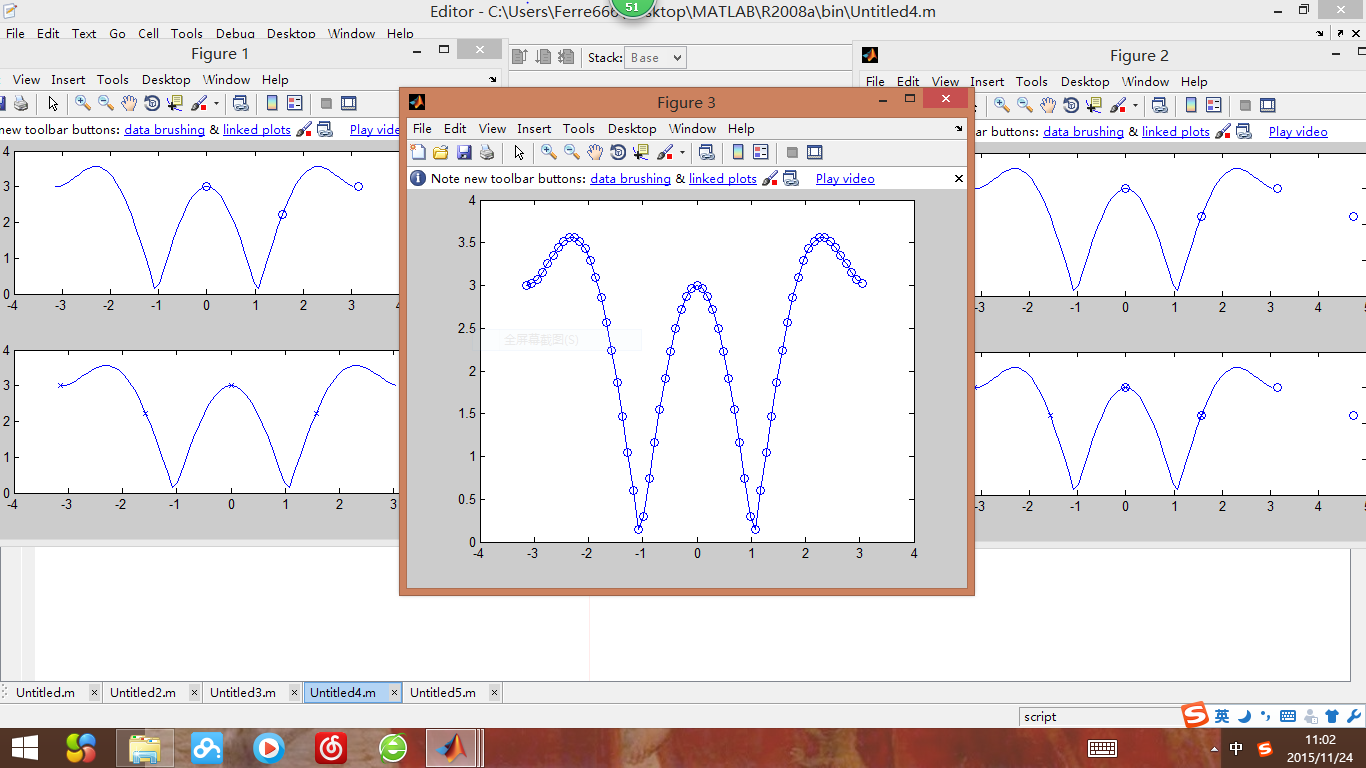 Editor - C:\Users\Ferre666
sktop\MATLAB\R2008a\bin\Untitled4.m
51
File Edit Text Go Cell Tools Debug Desktop Window Help
Stack: Base
Figure 1
View Insert Tools Desktop Window Help
new toolbar buttons: data brushing & linked plots Play vide
4
3
2
1
0
-4 -3 -2 -1 0 1 2 3 4
4
3
2
1
0
-4 -3 -2 -1 0 1 2 3
Figure 2
File Edit View Insert Tools Desktop Window Help
ar buttons: data brushing & linked plots Play video
-3 -2 -1 0 1 2 3 4 5
-3 -2 -1 0 1 2 3 4 5
Figure 3
File Edit View Insert Tools Desktop Window Help
Note new toolbar buttons: data brushing & linked plots Play video
4
3.5
3
2.5
2
1.5
1
0.5
0
-4 -3 -2 -1 0 1 2 3 4
全屏幕截图(S)
Untitled.m Untitled2.m Untitled3.m Untitled4.m Untitled5.m
script
英
中
11:02
2015/11/24